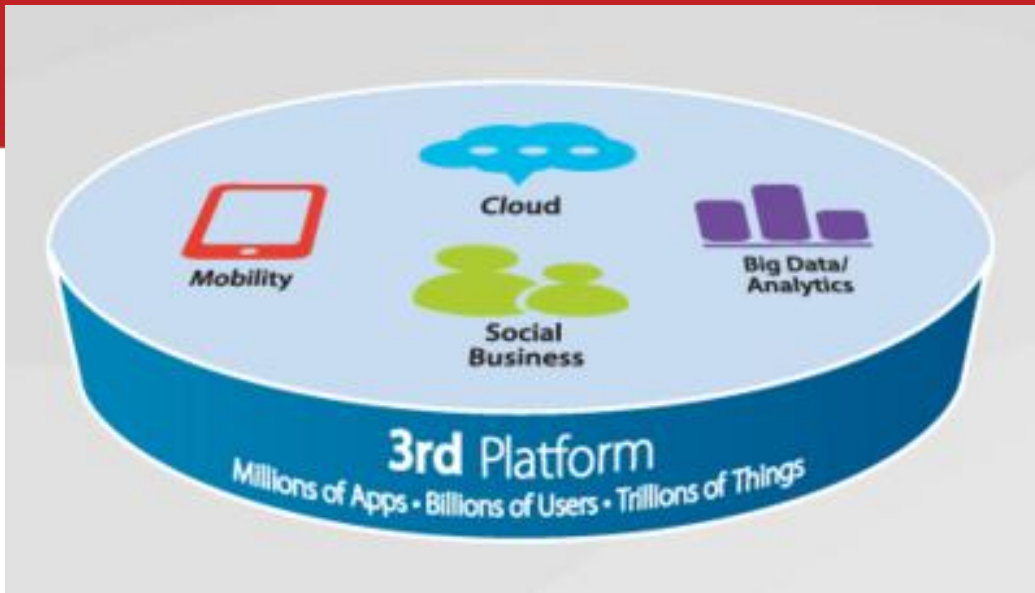 Cloud
Mobility
Big Data/
Analytics
Social
Business
3rd Platform
Millions of Apps • Billions of Users • Trillions of Things